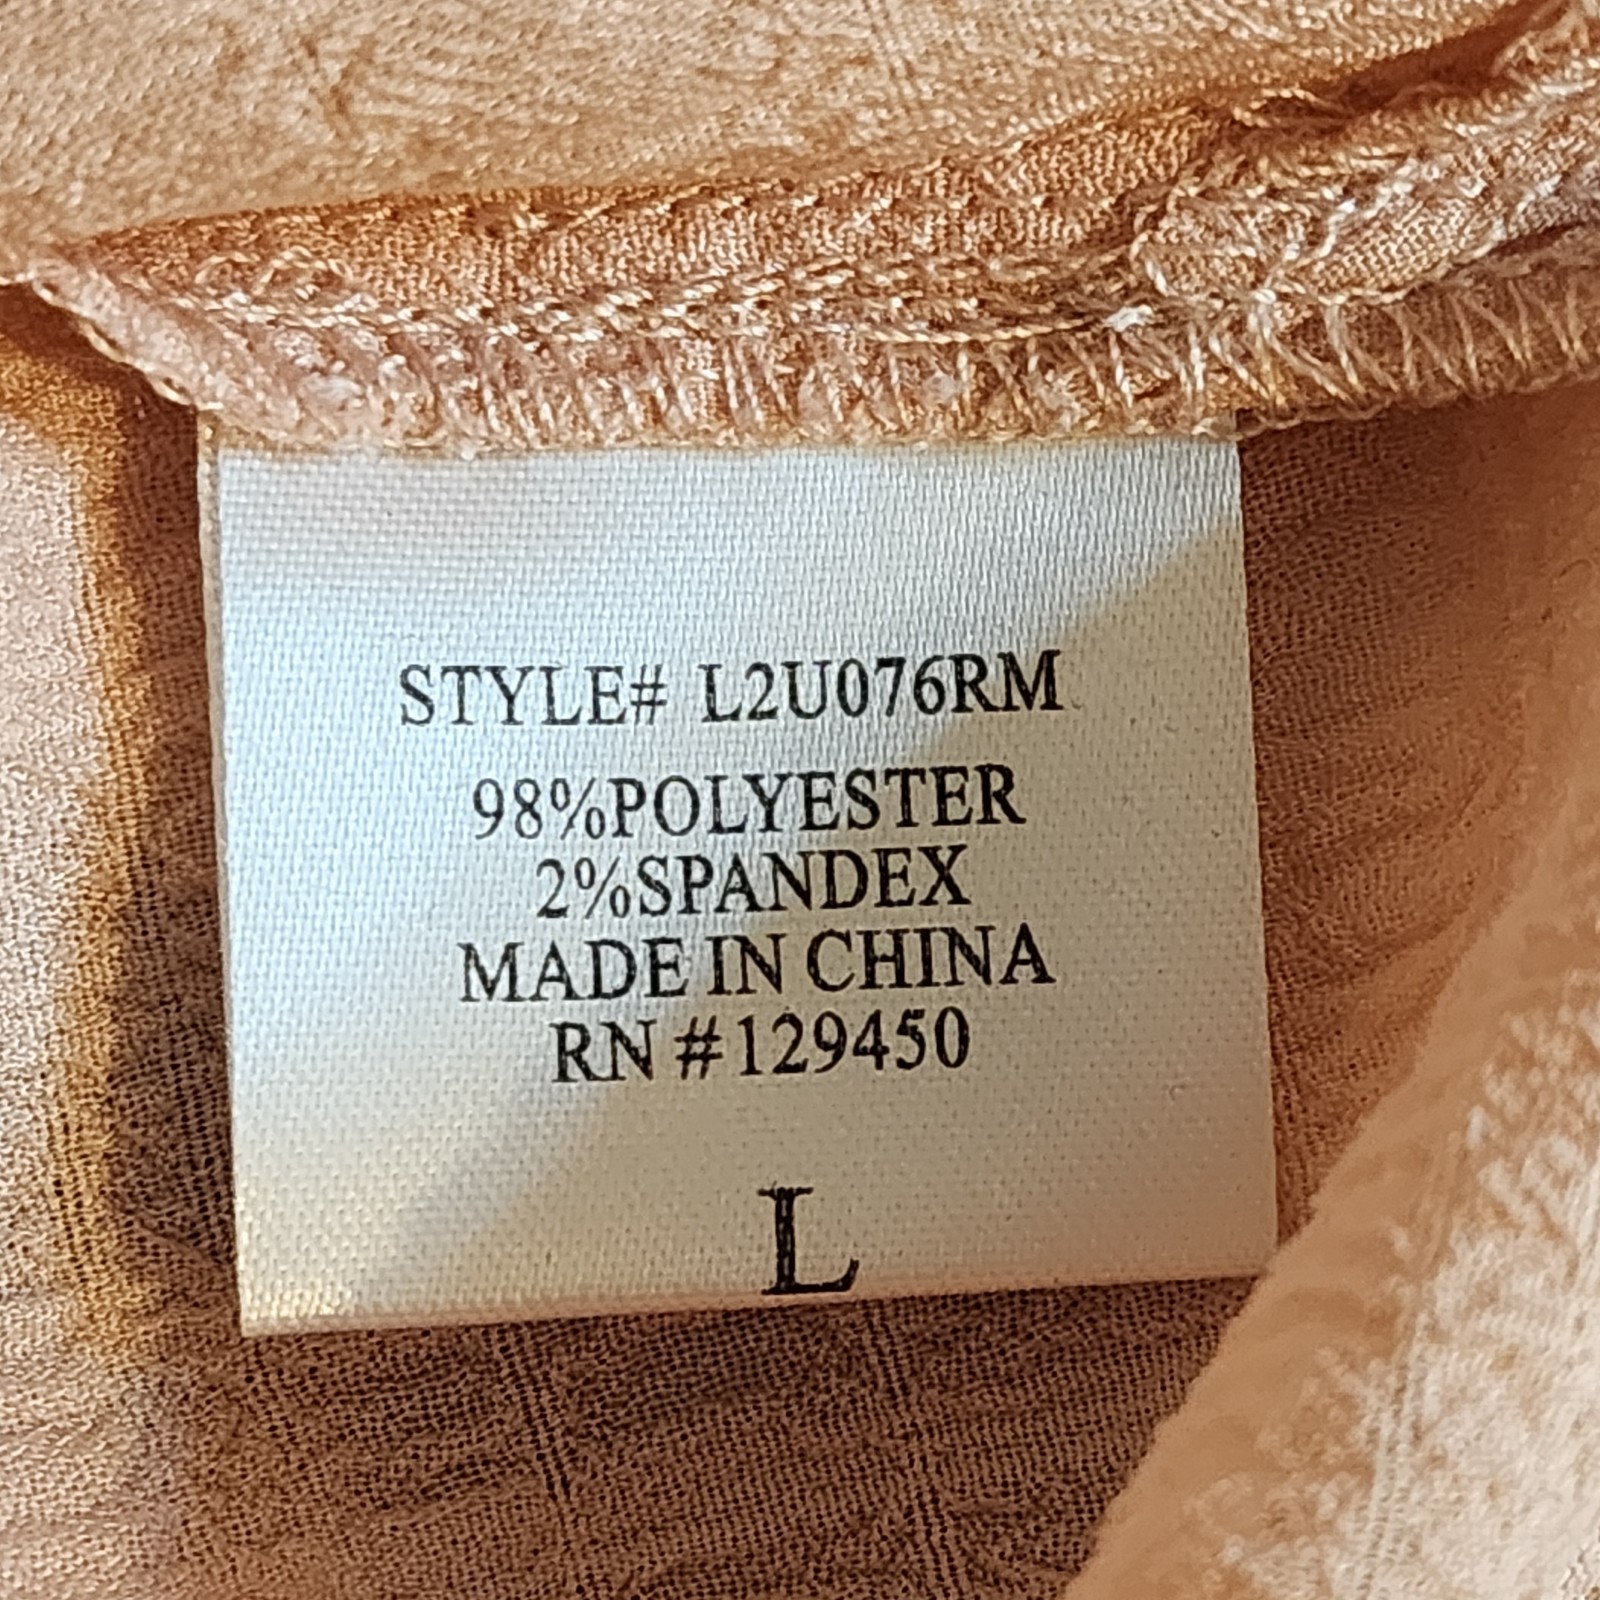 STYLE# L2U076RM
98%POLYESTER
2%SPANDEX
MADE IN CHINA
RN #129450
L